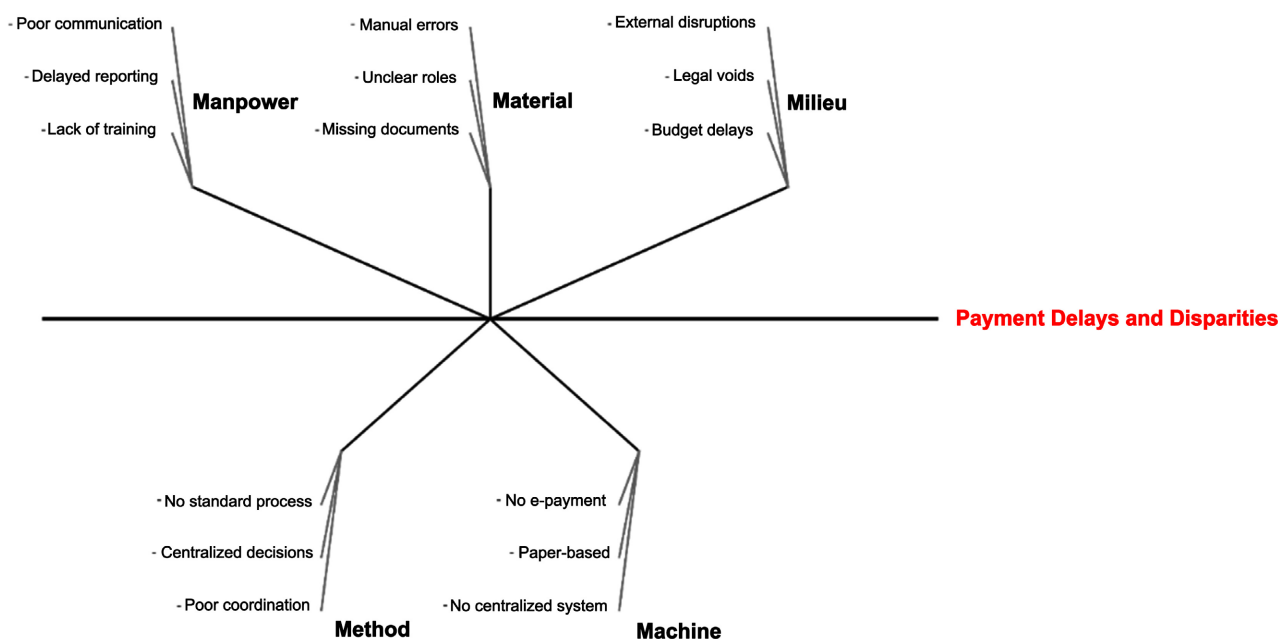 - Poor communication
- Delayed reporting
- Lack of training
Manpower
- Manual errors
- Unclear roles
- Missing documents
Material
- External disruptions
- Legal voids
- Budget delays
Milieu
Payment Delays and Disparities
- No standard process
- Centralized decisions
- Poor coordination
Method
- No e-payment
- Paper-based
- No centralized system
Machine